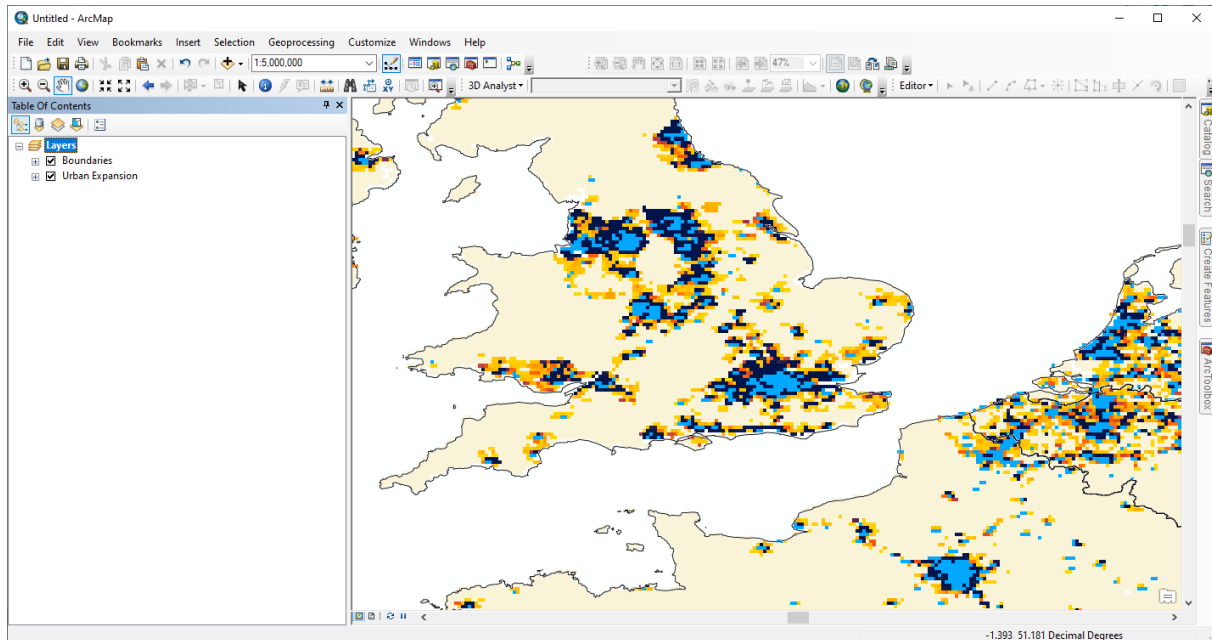 Untitled - ArcMap
File Edit View Bookmarks Insert Selection Geoprocessing Customize Windows Help
1:5,000,000
47%
3D Analyst
Editor
Table Of Contents
Layers
Boundaries
Urban Expansion
Catalog
Search
Create Features
ArcToolbox
-1.393 51.181 Decimal Degrees